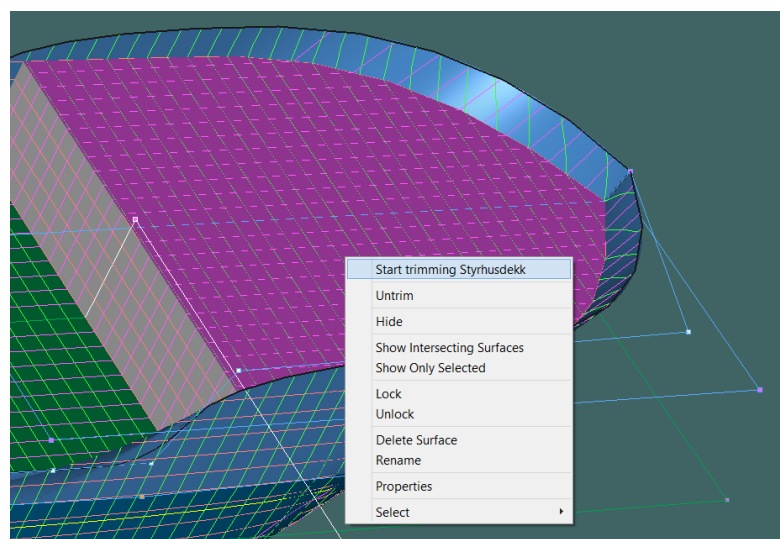 Start trimming Styrhusdekk
Untrim
Hide
Show Intersecting Surfaces
Show Only Selected
Lock
Unlock
Delete Surface
Rename
Properties
Select